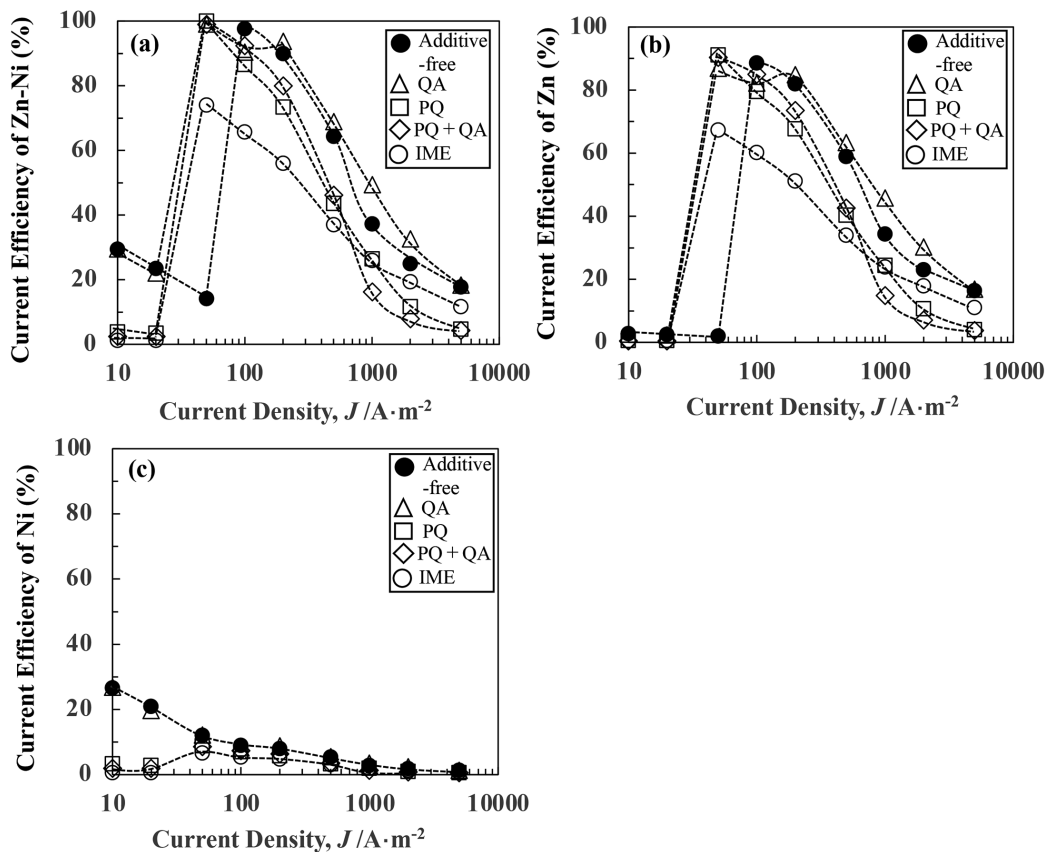 Current Efficiency of Zn-Ni (%)
100
80
60
40
20
0
(a)
Additive
-free
QA
PQ
PQ + QA
IME
10 100 1000 10000
Current Density, J /A·m-2
Current Efficiency of Zn (%)
100
80
60
40
20
0
(b)
Additive
-free
QA
PQ
PQ + QA
IME
10 100 1000 10000
Current Density, J /A·m-2
Current Efficiency of Ni (%)
100
80
60
40
20
0
(c)
Additive
-free
QA
PQ
PQ + QA
IME
10 100 1000 10000
Current Density, J /A·m-2